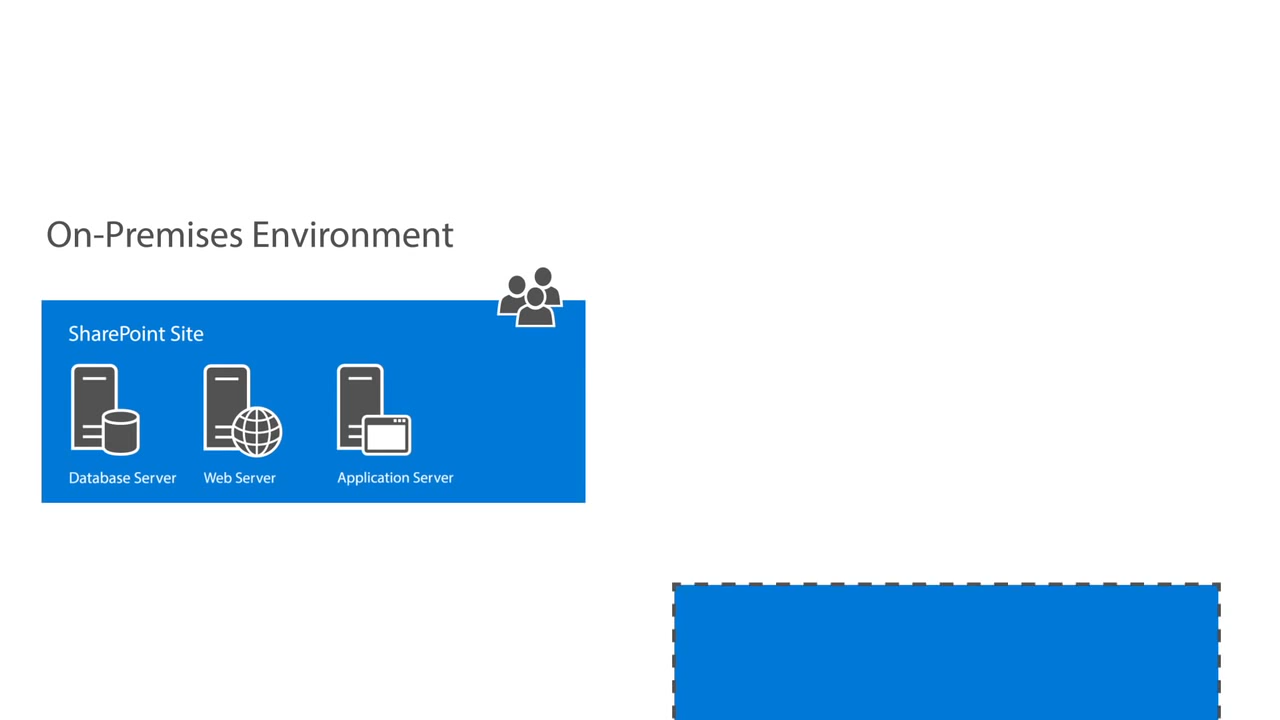 On-Premises Environment
SharePoint Site
Database Server
Web Server
Application Server